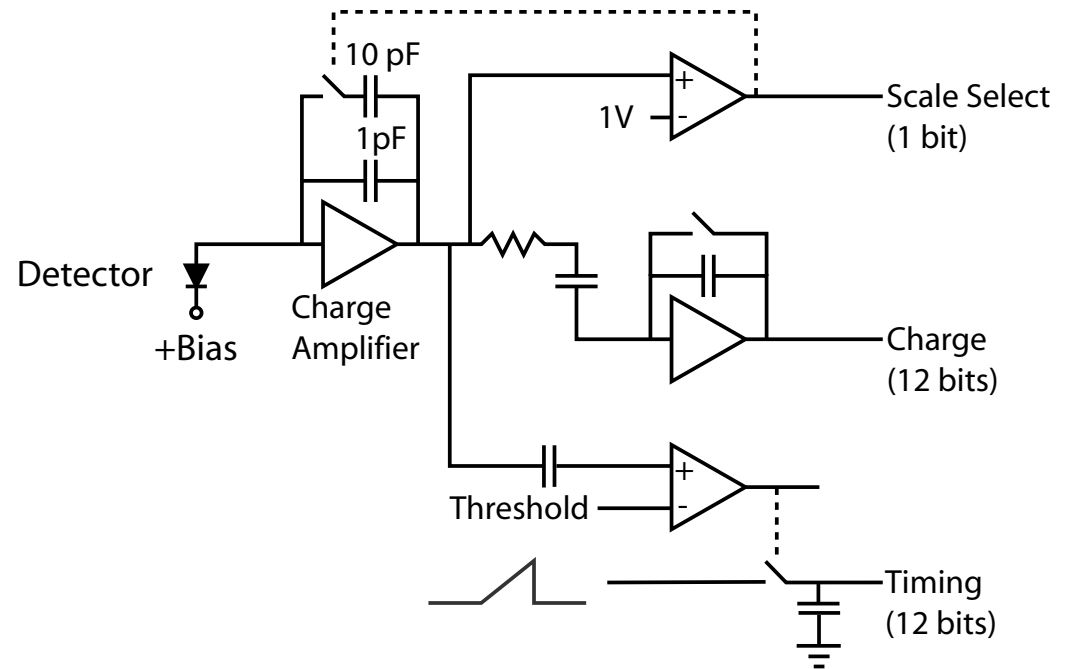 10 pF
1pF
+
1V
-
Scale Select
(1 bit)
Detector
+Bias
Charge
Amplifier
Charge
(12 bits)
+
Threshold
-
Timing
(12 bits)